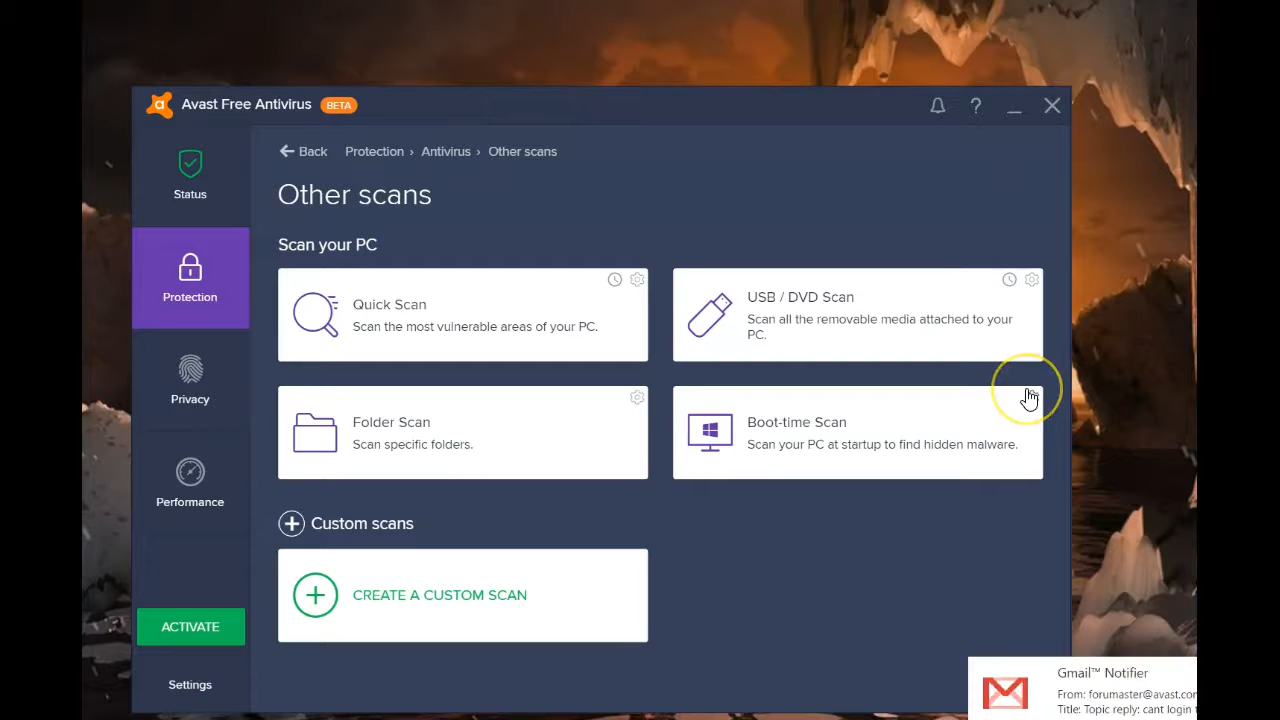 Avast Free Antivirus BETA
?
Back Protection › Antivirus › Other scans
Status
Other scans
Scan your PC
Protection
Quick Scan
Scan the most vulnerable areas of your PC.
USB / DVD Scan
Scan all the removable media attached to your
PC.
Privacy
Folder Scan
Scan specific folders.
Boot-time Scan
Scan your PC at startup to find hidden malware.
Performance
Custom scans
CREATE A CUSTOM SCAN
ACTIVATE
Settings
Gmail™ Notifier
From: forumaster@avast.con
Title: Topic reply: cant login t